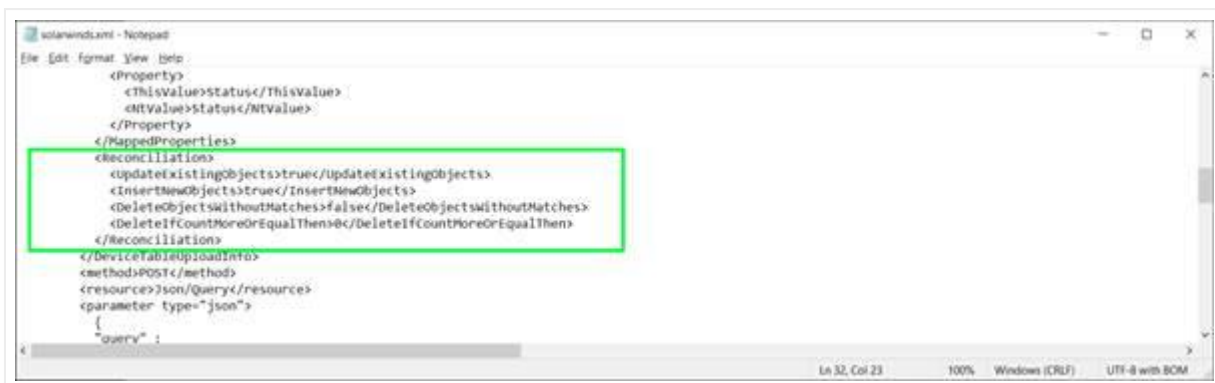 solarwinds.xml - Notepad
File Edit Format View Help
<Property>
<ThisValue>Status</ThisValue>
<NtValue>Status</NtValue>
</Property>
</MappedProperties>
<Reconciliation>
<UpdateExistingObjects>true</UpdateExistingObjects>
<InsertNewObjects>true</InsertNewObjects>
<DeleteObjectsWithoutMatches>false</DeleteObjectsWithoutMatches>
<DeleteIfCountMoreOrEqualThen>0</DeleteIfCountMoreOrEqualThen>
</Reconciliation>
</DeviceTableUploadInfo>
<method>POST</method>
<resource>Json/Query</resource>
<parameter type="json">
{
"query" :
Ln 32, Col 23 100% Windows (CRLF) UTF-8 with BOM